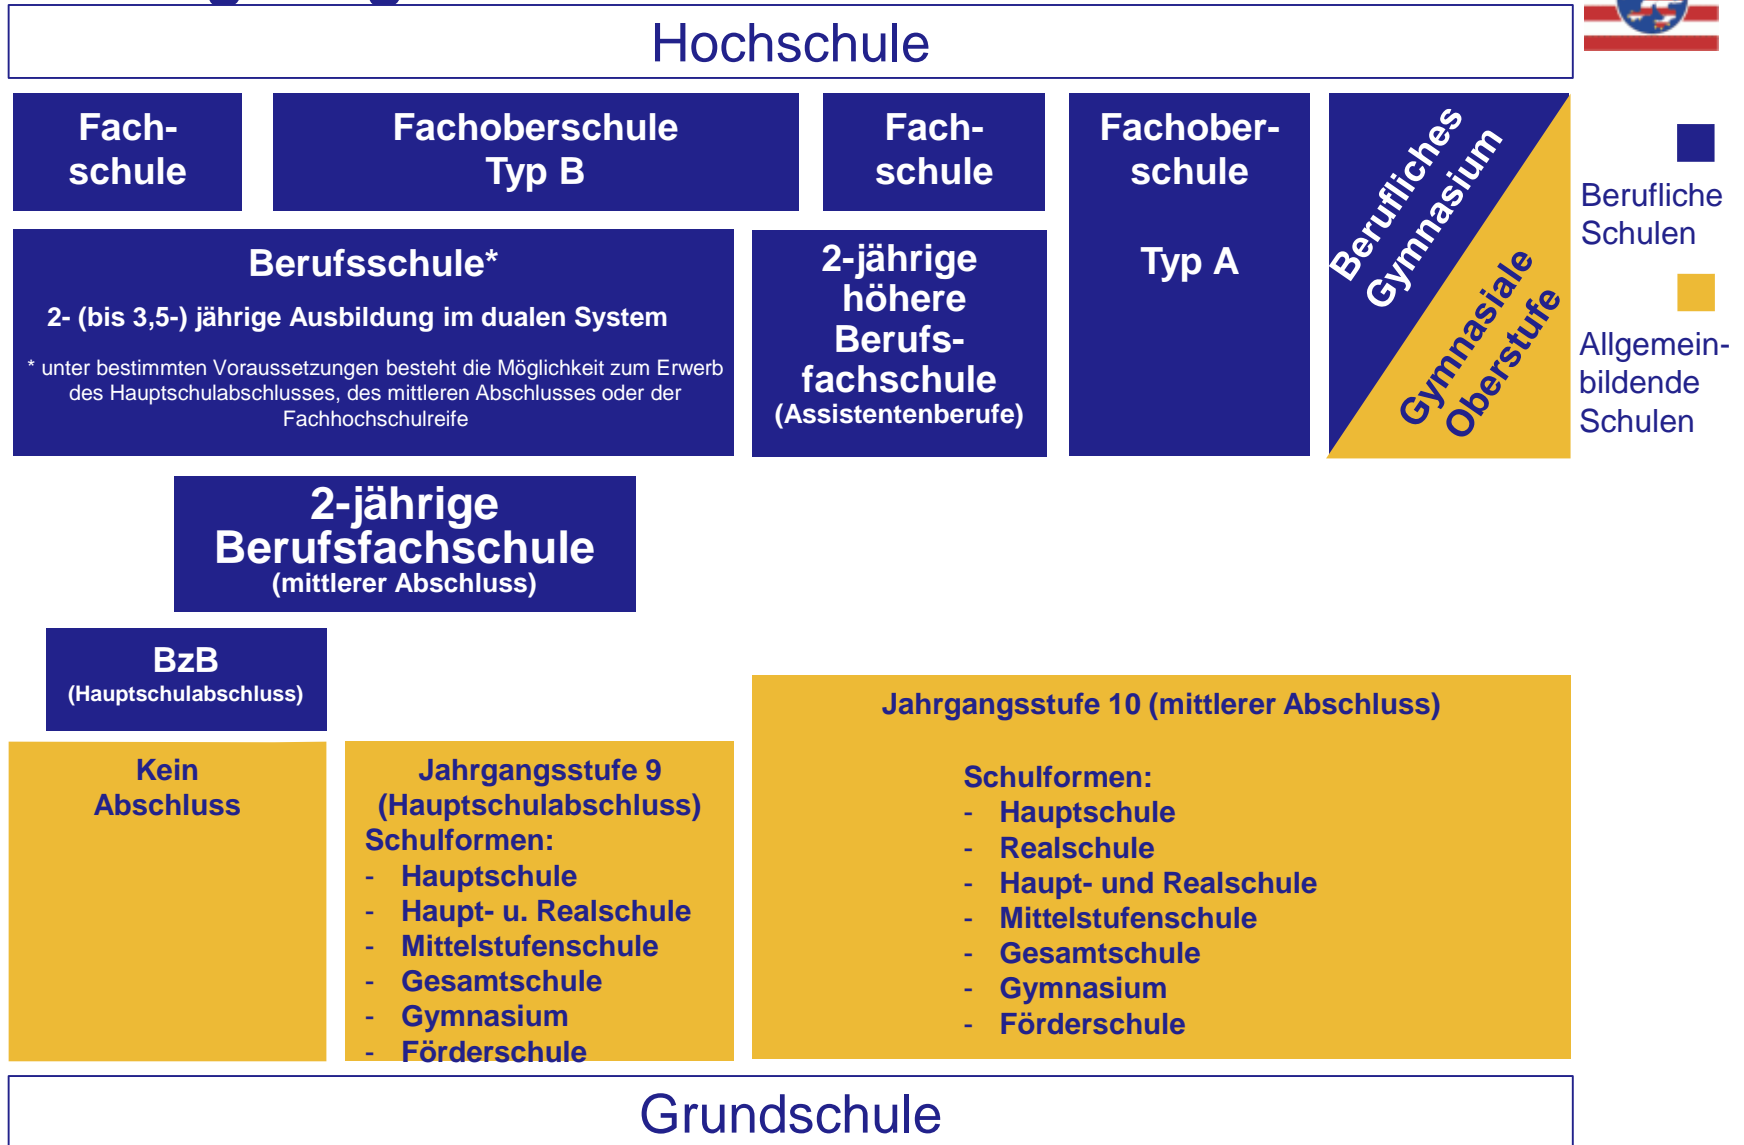 Hochschule
Fach-
schule
Fachoberschule
Typ B
Fach-
schule
Fachober-
schule
Typ A
Berufliches
Gymnasium
Gymnasiale
Oberstufe
Berufliche
Schulen
Allgemein-
bildende
Schulen
Berufsschule*
2- (bis 3,5-) jährige Ausbildung im dualen System
* unter bestimmten Voraussetzungen besteht die Möglichkeit zum Erwerb
des Hauptschulabschlusses, des mittleren Abschlusses oder der
Fachhochschulreife
2-jährige
höhere
Berufs-
fachschule
(Assistentenberufe)
2-jährige
Berufsfachschule
(mittlerer Abschluss)
BzB
(Hauptschulabschluss)
Kein
Abschluss
Jahrgangsstufe 9
(Hauptschulabschluss)
Schulformen:
- Hauptschule
- Haupt- u. Realschule
- Mittelstufenschule
- Gesamtschule
- Gymnasium
- Förderschule
Jahrgangsstufe 10 (mittlerer Abschluss)
Schulformen:
- Hauptschule
- Realschule
- Haupt- und Realschule
- Mittelstufenschule
- Gesamtschule
- Gymnasium
- Förderschule
Grundschule